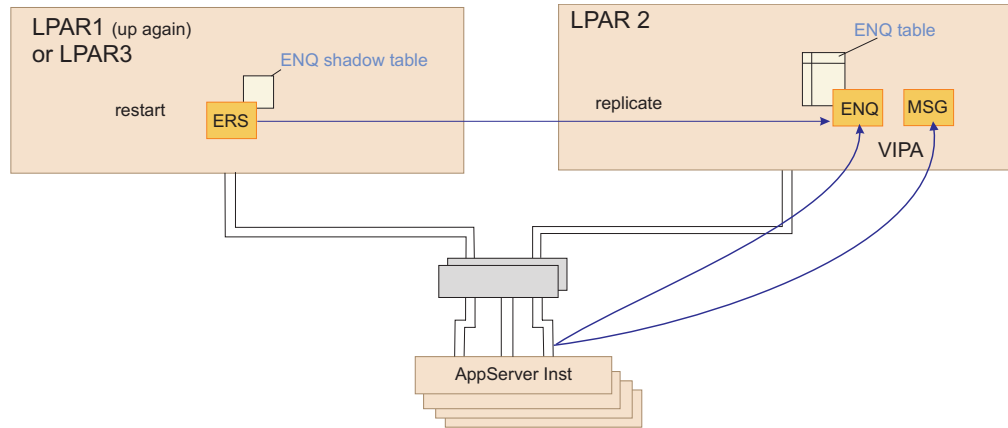 LPAR1 (up again)
or LPAR3
ENQ shadow table
restart
ERS
LPAR 2
ENQ table
replicate
ENQ
MSG
VIPA
AppServer Inst